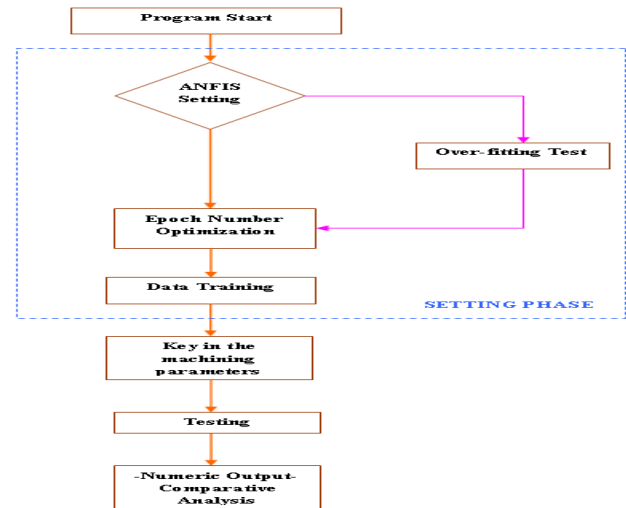 Program Start
ANFIS
Setting
Over-fitting Test
Epoch Number
Optimization
Data Training
SETTING PHASE
Key in the
machining
parameters
Testing
-Numeric Output-
Comparative
Analysis